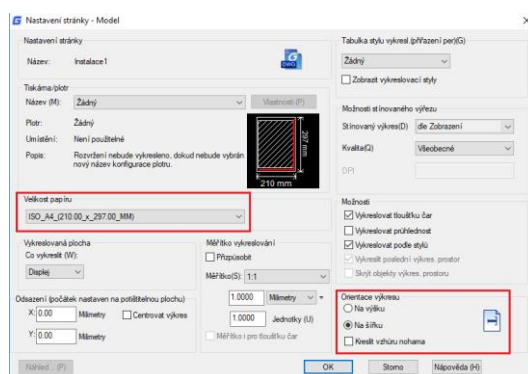 Nastavení stránky - Model
Nastavení stránky
Název: Instalace1
DWG
Tiskáma/plotr
Název (M): Žádný
Vlastnosti (P)
Plotr: Žádný
Umístění: Není použitelné
Popis: Rozvržení nebude vykresleno, dokud nebude vybrán
nový název konfigurace plotru.
297 mm
210 mm
Velikost papíru
ISO_A4_(210.00_x_297.00_MM)
Vykreslovaná plocha
Co vykreslit (W):
Displej
Měřítko vykreslování
Přizpůsobit
Měřítko(S): 1:1
1.0000 Milimetry =
1.0000 Jednotky (U)
Měřítko i pro tloušťku čar
Odsazení (počátek nastaven na potištitelnou plochu)
X: 0.00 Milimetry
Centrovat výkres
Y: 0.00 Milimetry
Tabulka stylu vykresl.(přiřazení per)(G)
Žádný
Zobrazit vykreslovací styly
Možnosti stínovaného výřezu
Stínovaný výkres(D) dle Zobrazení
Kvalita(Q) Všeobecné
DPI
Možnosti
Vykreslovat tloušťku čar
Vykreslovat průhlednost
Vykreslovat podle stylů
Vykreslit poslední výkres. prostor
Skrýt objekty výkres. prostoru
Orientace výkresu
Na výšku
Na šířku
Kreslit vzhůru nohama
Náhled... (P)
OK
Storno
Nápověda (H)